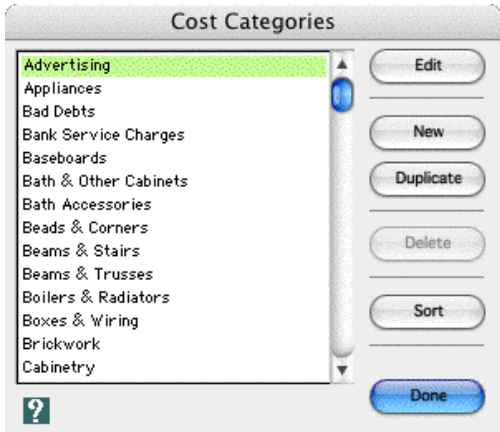 Cost Categories
Advertising
Appliances
Bad Debts
Bank Service Charges
Baseboards
Bath & Other Cabinets
Bath Accessories
Beads & Corners
Beams & Stairs
Beams & Trusses
Boilers & Radiators
Boxes & Wiring
Brickwork
Cabinetry
Edit
New
Duplicate
Delete
Sort
Done
?